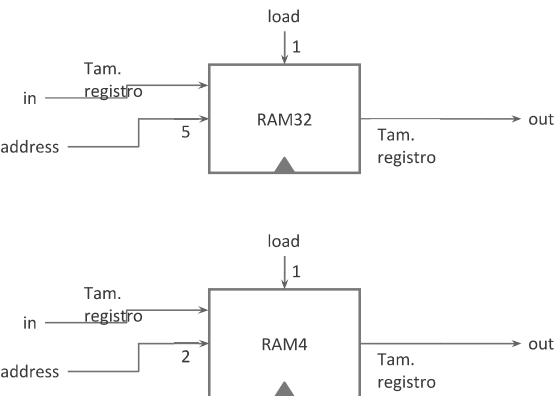 load
1
Tam.
registro
in
RAM32
out
5
Tam.
registro
address
load
1
Tam.
registro
in
RAM4
out
2
Tam.
registro
address